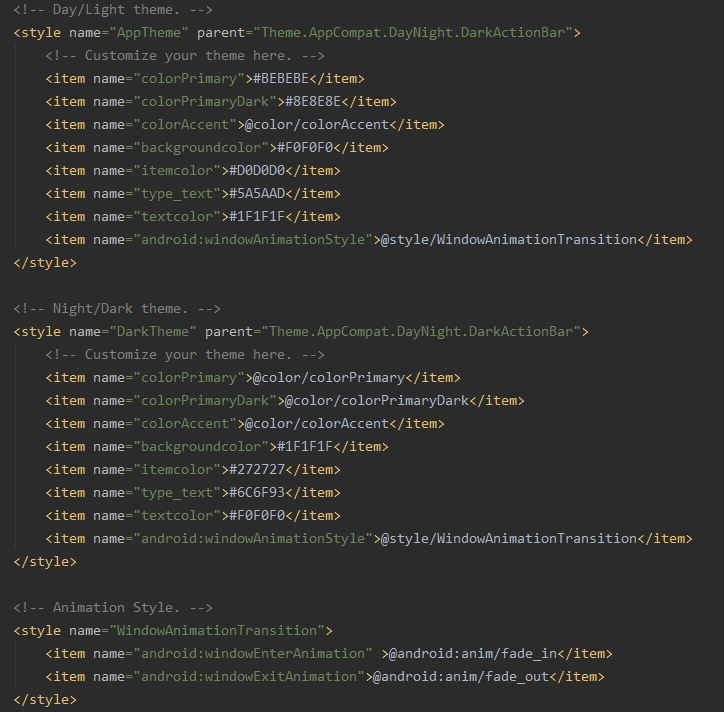 <!-- Day/Light theme. -->
<style name="AppTheme" parent="Theme.AppCompat.DayNight.DarkActionBar">
<!-- Customize your theme here. -->
<item name="colorPrimary">#BEBEBE</item>
<item name="colorPrimaryDark">#8E8E8E</item>
<item name="colorAccent">@color/colorAccent</item>
<item name="backgroundcolor">#F0F0F0</item>
<item name="itemcolor">#D0D0D0</item>
<item name="type_text">#5A5AAD</item>
<item name="textcolor">#1F1F1F</item>
<item name="android:windowAnimationStyle">@style/WindowAnimationTransition</item>
</style>
<!-- Night/Dark theme. -->
<style name="DarkTheme" parent="Theme.AppCompat.DayNight.DarkActionBar">
<!-- Customize your theme here. -->
<item name="colorPrimary">@color/colorPrimary</item>
<item name="colorPrimaryDark">@color/colorPrimaryDark</item>
<item name="colorAccent">@color/colorAccent</item>
<item name="backgroundcolor">#1F1F1F</item>
<item name="itemcolor">#272727</item>
<item name="type_text">#6C6F93</item>
<item name="textcolor">#F0F0F0</item>
<item name="android:windowAnimationStyle">@style/WindowAnimationTransition</item>
</style>
<!-- Animation Style. -->
<style name="WindowAnimationTransition">
<item name="android:windowEnterAnimation" >@android:anim/fade_in</item>
<item name="android:windowExitAnimation">@android:anim/fade_out</item>
</style>